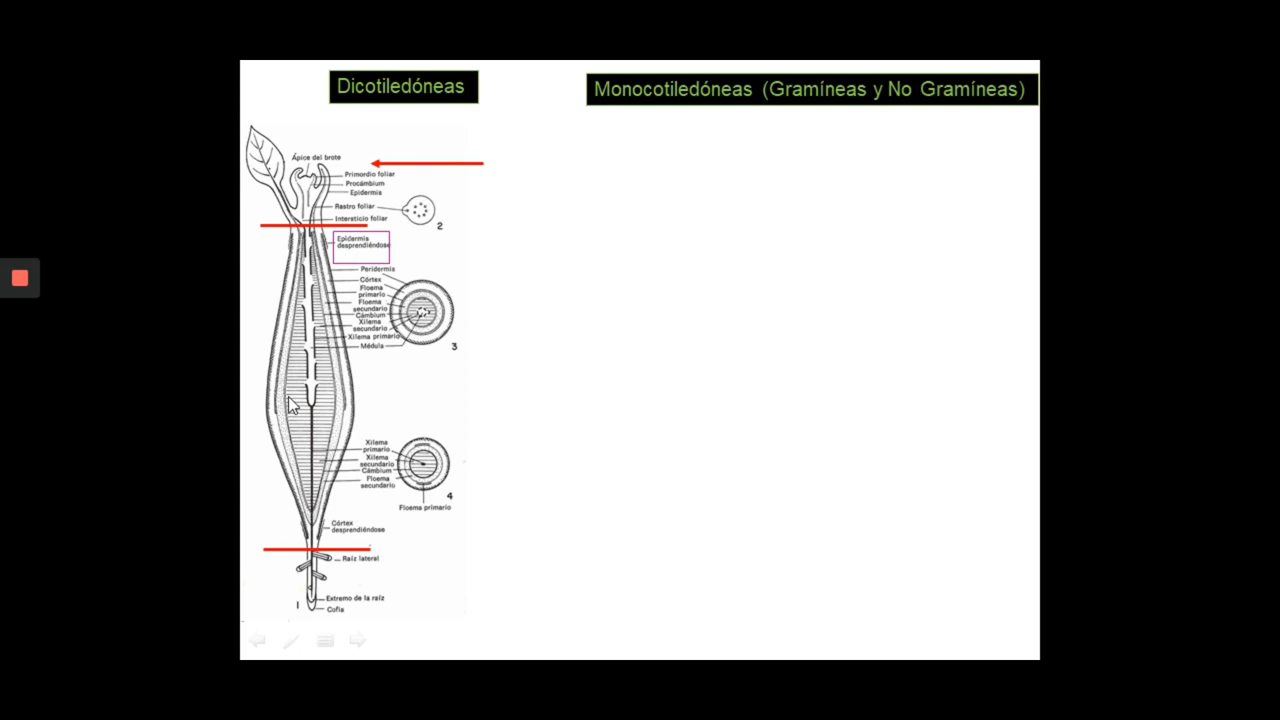 Dicotiledóneas
Monocotiledóneas (Gramíneas y No Gramíneas)
Ápice del brote
Primordio foliar
Procámbium
Epidermis
Rastro foliar
Intersticio foliar
2
Epidermis
desprendiéndose
Peridermis
Córtex
Floema
primario
Floema
secundario
Cámbium
Xilema
secundario
Xilema primario
Médula
3
Xilema
primario
Xilema
secundario
Cámbium
Floema
secundario
4
Floema primario
Córtex
desprendiéndose
Raíz lateral
Extremo de la raíz
1
Cofia